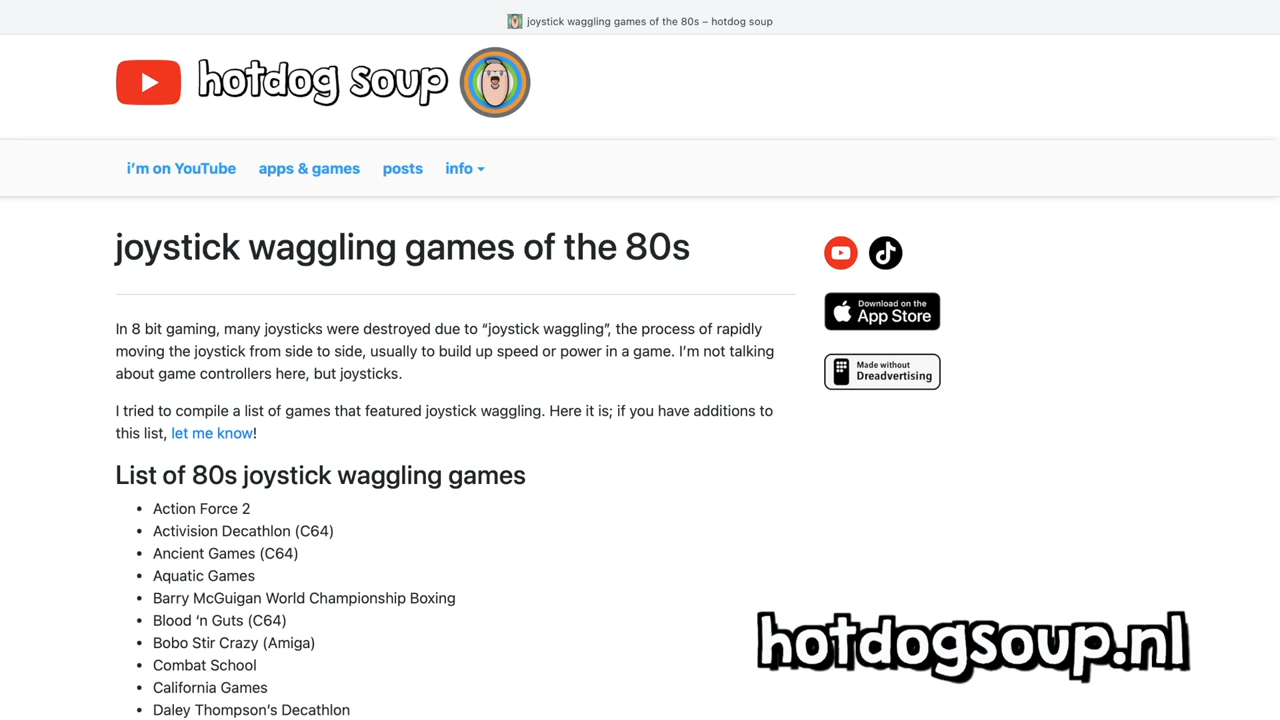 joystick waggling games of the 80s – hotdog soup
hotdog soup
i’m on YouTube apps & games posts info
joystick waggling games of the 80s
In 8 bit gaming, many joysticks were destroyed due to “joystick waggling”, the process of rapidly
moving the joystick from side to side, usually to build up speed or power in a game. I’m not talking
about game controllers here, but joysticks.
I tried to compile a list of games that featured joystick waggling. Here it is; if you have additions to
this list, let me know!
List of 80s joystick waggling games
• Action Force 2
• Activision Decathlon (C64)
• Ancient Games (C64)
• Aquatic Games
• Barry McGuigan World Championship Boxing
• Blood ‘n Guts (C64)
• Bobo Stir Crazy (Amiga)
• Combat School
• California Games
• Daley Thompson’s Decathlon
Download on the
App Store
Made without
Dreadvertising
hotdogsoup.nl